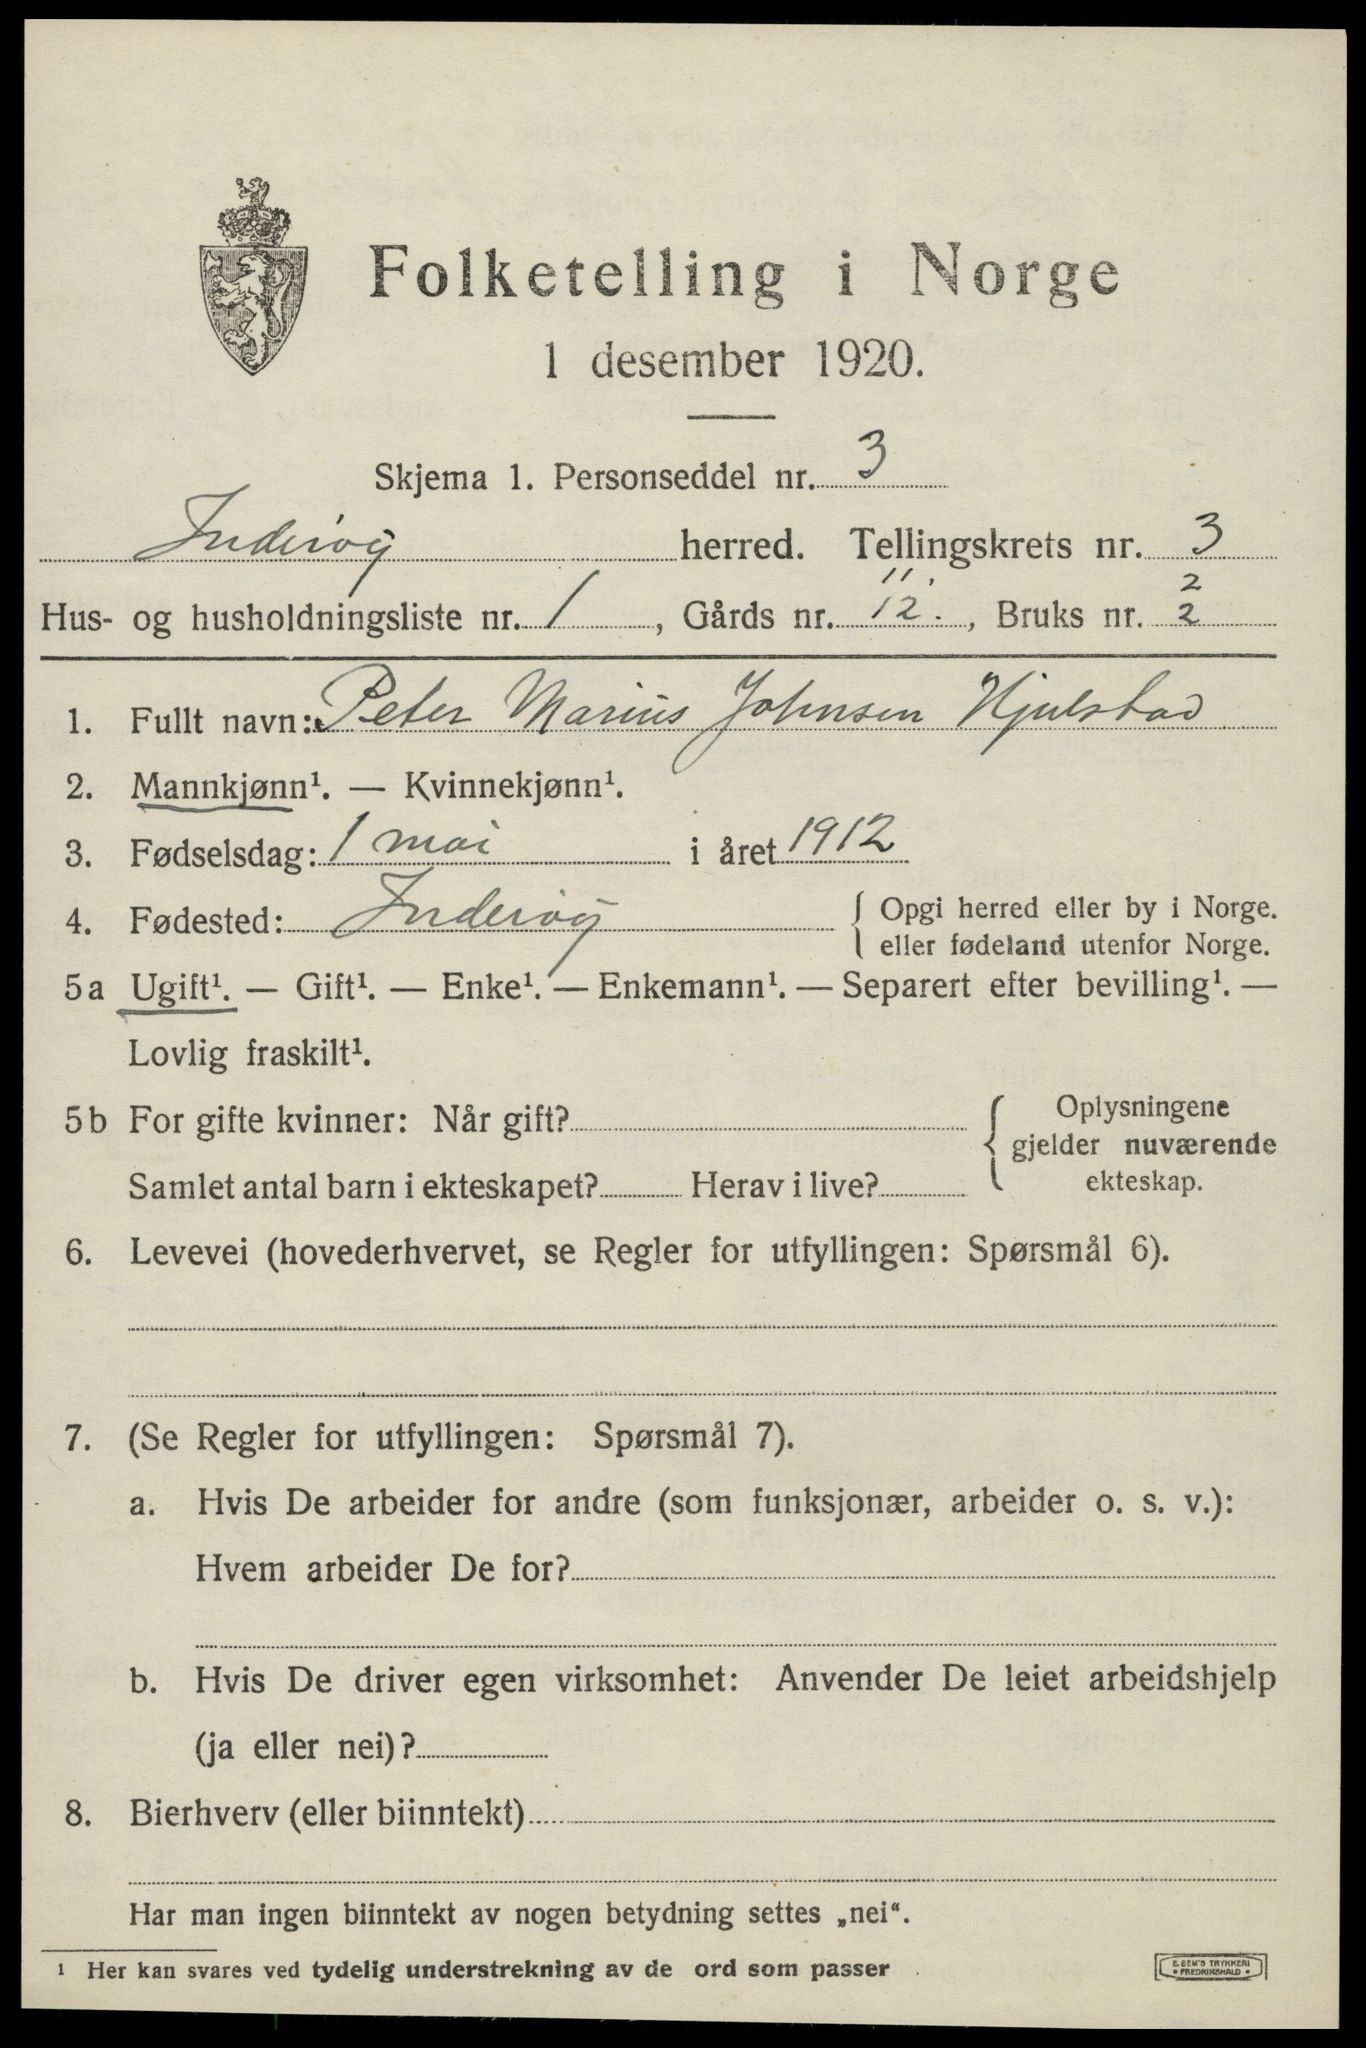 Folketelling i Norge
1 desember 1920.
Skjema 1. Personseddel nr. 3
Inderøy herred. Tellingskrets nr. 3
11. 2
Hus- og husholdningsliste nr. 1, Gårds nr. 12., Bruks nr. 2
1. Fullt navn: Peter Marius Johnsen Hjulstad
2. Mannkjønn¹. — Kvinnekjønn¹.
3. Fødselsdag: 1 mai i året 1912
4. Fødested: Inderøy { Opgi herred eller by i Norge.
eller fødeland utenfor Norge.
5a Ugift¹. — Gift¹. — Enke¹. — Enkemann¹. — Separert efter bevilling¹. —
Lovlig fraskilt¹.
5b For gifte kvinner: Når gift? { Oplysningene
gjelder nuværende
Samlet antal barn i ekteskapet? Herav i live? ekteskap.
6. Levevei (hovederhvervet, se Regler for utfyllingen: Spørsmål 6).
7. (Se Regler for utfyllingen: Spørsmål 7).
a. Hvis De arbeider for andre (som funksjonær, arbeider o. s. v.):
Hvem arbeider De for?
b. Hvis De driver egen virksomhet: Anvender De leiet arbeidshjelp
(ja eller nei)?
8. Bierhverv (eller biinntekt)
Har man ingen biinntekt av nogen betydning settes „nei“.
¹ Her kan svares ved tydelig understrekning av de ord som passer
E. SEM'S TRYKKERI
• FREDRIKSHALD •